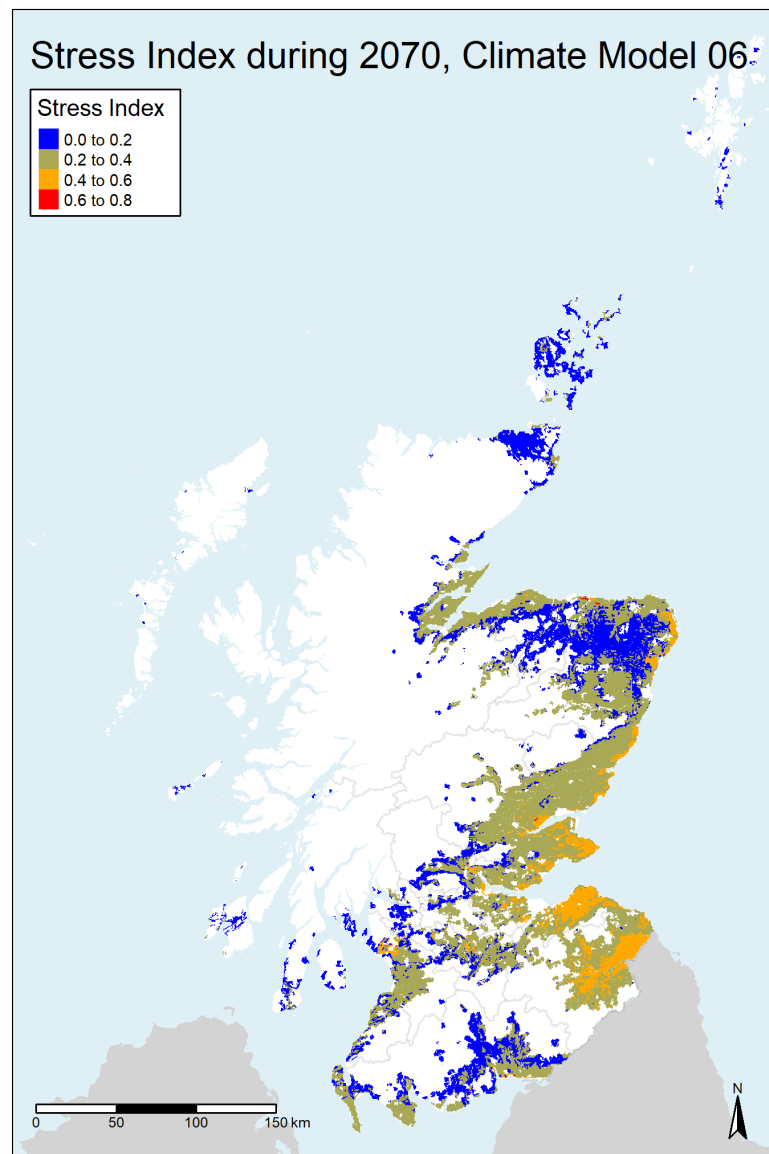 Stress Index during 2070, Climate Model 06
Stress Index
0.0 to 0.2
0.2 to 0.4
0.4 to 0.6
0.6 to 0.8
N
0 50 100 150 km